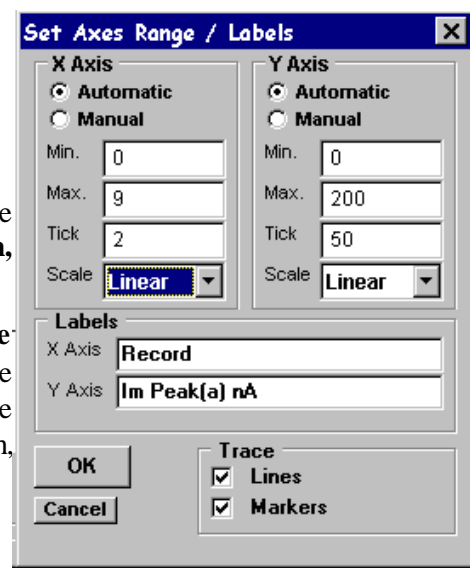 Set Axes Range / Labels
X Axis
Automatic
Manual
Min. 0
Max. 9
Tick 2
Scale Linear
Y Axis
Automatic
Manual
Min. 0
Max. 200
Tick 50
Scale Linear
Labels
X Axis Record
Y Axis Im Peak(a) nA
OK
Cancel
Trace
Lines
Markers